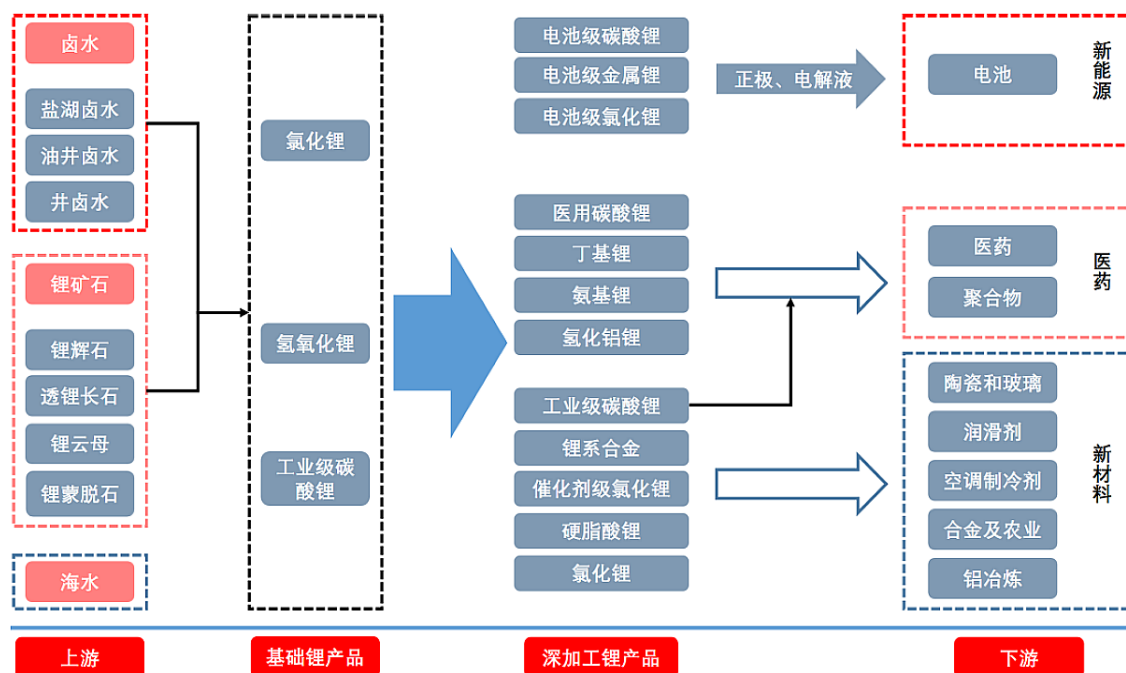 卤水
盐湖卤水
油井卤水
井卤水
锂矿石
锂辉石
透锂长石
锂云母
锂蒙脱石
海水
上游
氯化锂
氢氧化锂
工业级碳
酸锂
基础锂产品
电池级碳酸锂
电池级金属锂
电池级氯化锂
医用碳酸锂
丁基锂
氨基锂
氢化铝锂
工业级碳酸锂
锂系合金
催化剂级氯化锂
硬脂酸锂
氯化锂
深加工锂产品
正极、电解液
电池
新能源
医药
聚合物
医药
陶瓷和玻璃
润滑剂
空调制冷剂
合金及农业
铝冶炼
新材料
下游